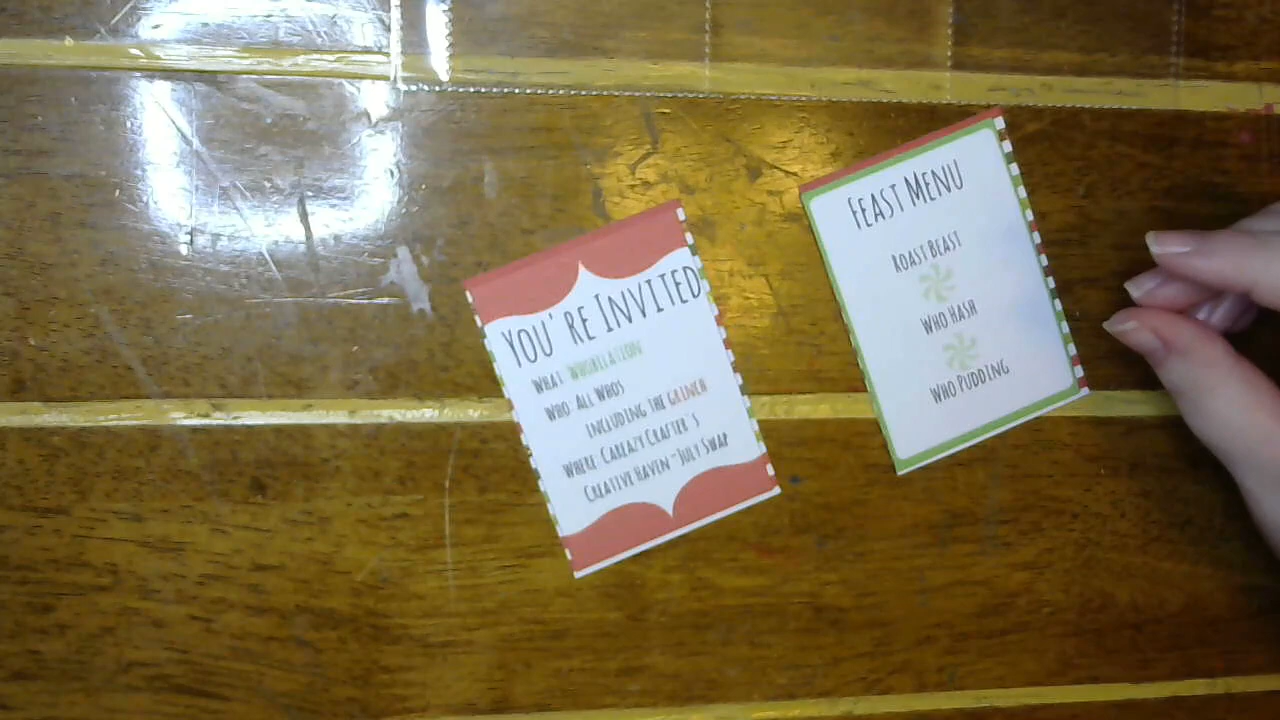 You're Invited
What: Whobilation
Who: All Whos
Including the Grinch
Where: Careazy Crafter's
Creative Haven-July Swap
Feast Menu
Roast Beast
Who Hash
Who Pudding